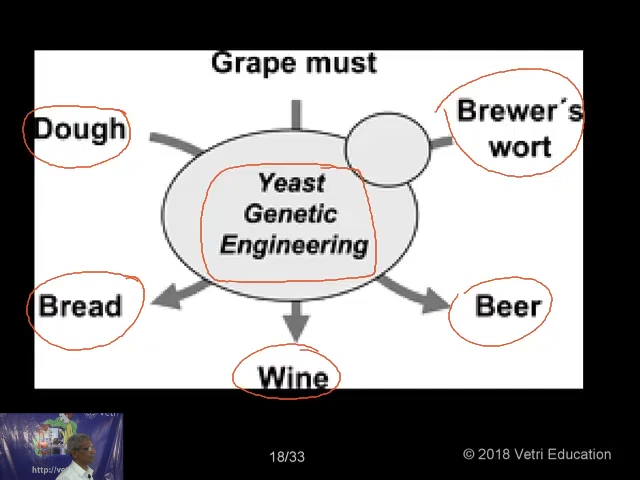 Grape must
Dough
Brewer´s
wort
Yeast
Genetic
Engineering
Bread
Beer
Wine
18/33
© 2018 Vetri Education